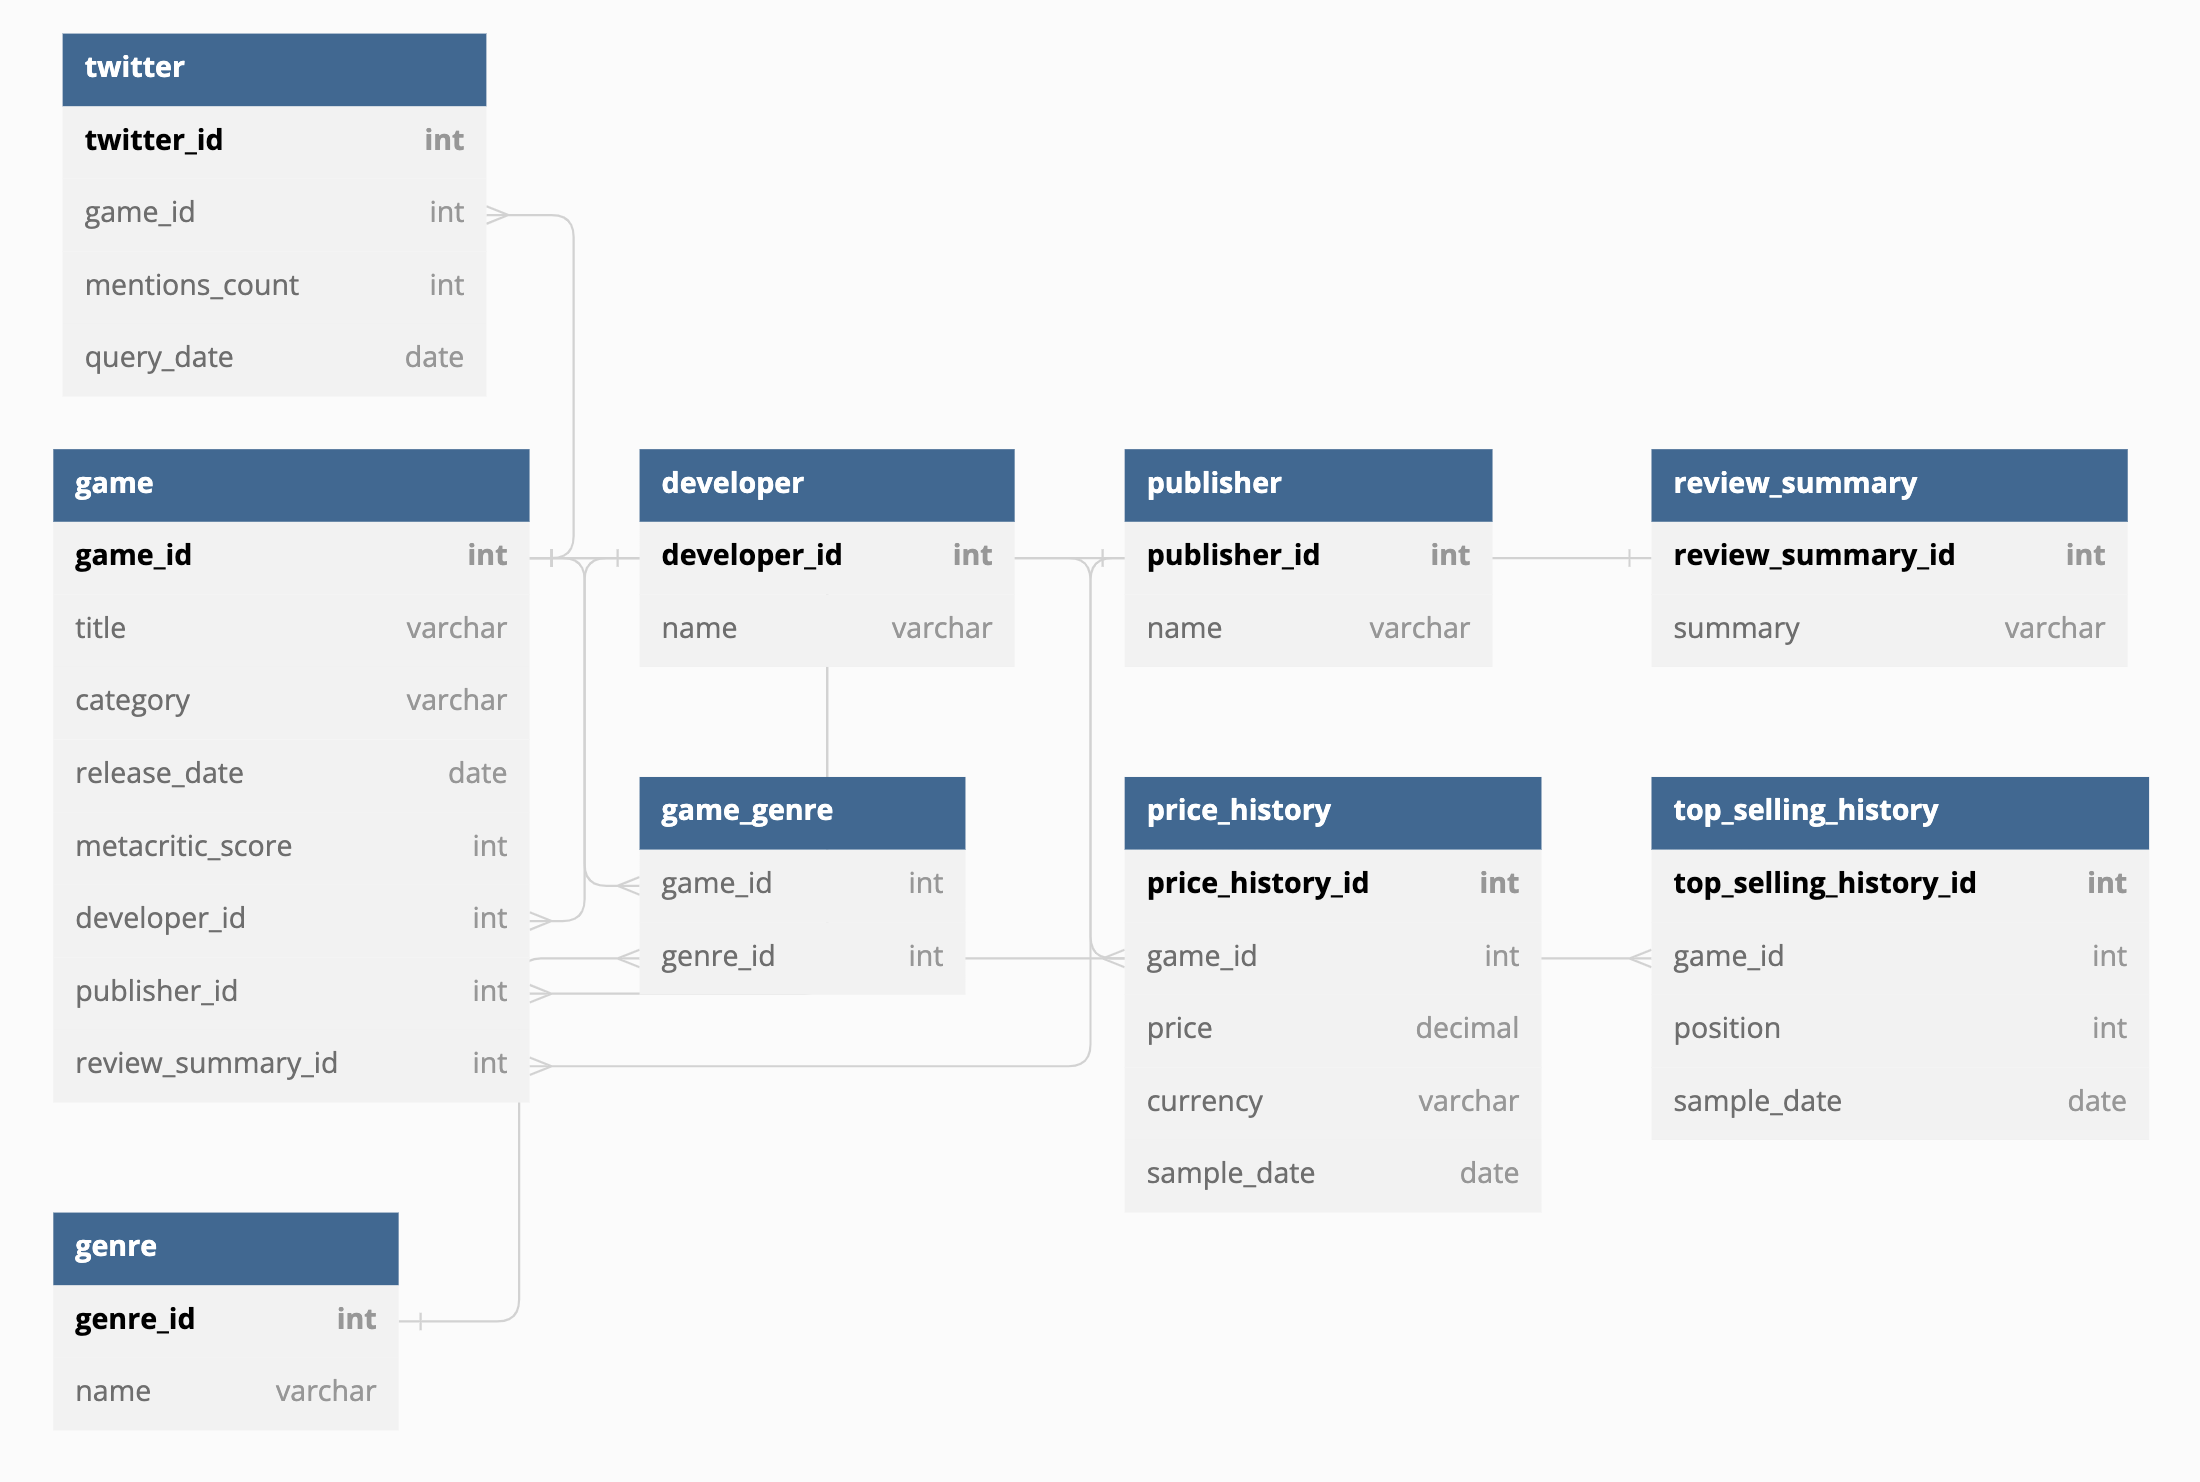 twitter
twitter_id int
game_id int
mentions_count int
query_date date
game
game_id int
title varchar
category varchar
release_date date
metacritic_score int
developer_id int
publisher_id int
review_summary_id int
developer
developer_id int
name varchar
publisher
publisher_id int
name varchar
review_summary
review_summary_id int
summary varchar
game_genre
game_id int
genre_id int
price_history
price_history_id int
game_id int
price decimal
currency varchar
sample_date date
top_selling_history
top_selling_history_id int
game_id int
position int
sample_date date
genre
genre_id int
name varchar